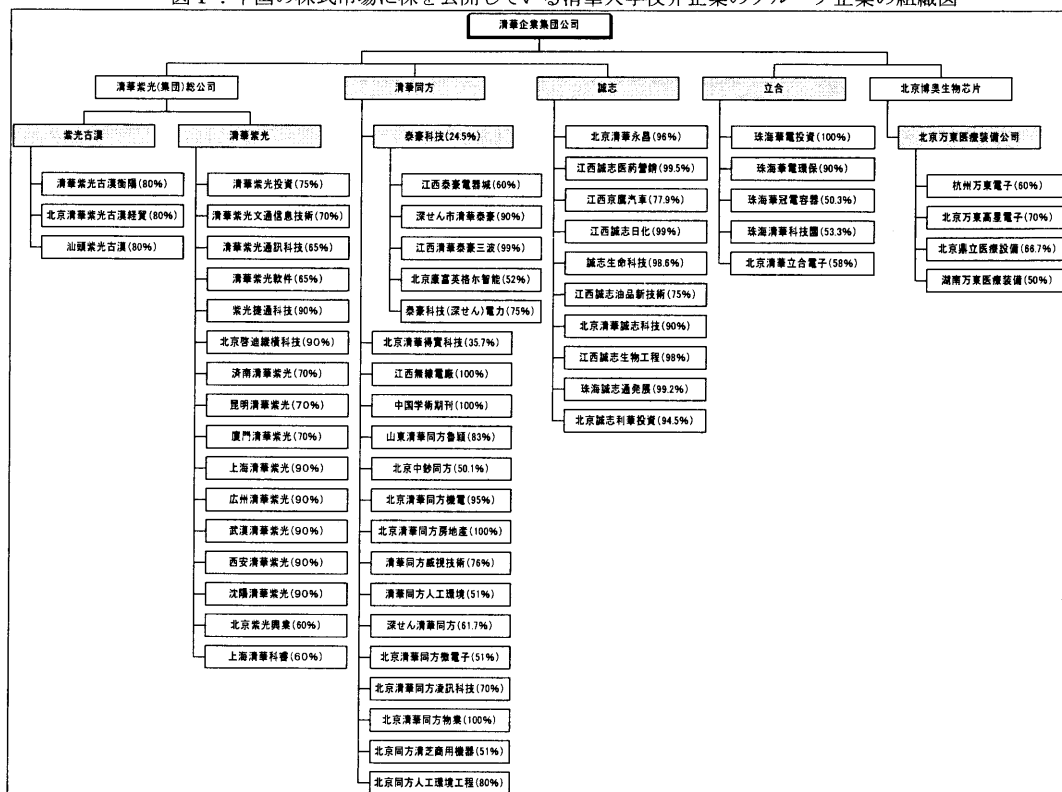 図１：中国の株式市場に株を公開している清華大学校弁企業のグループ企業の組織図
清華企業集団公司
清華紫光(集団)総公司
紫光古漢
清華紫光古漢衡陽(80%)
北京清華紫光古漢経貿(80%)
汕頭紫光古漢(80%)
清華紫光
清華紫光投資(75%)
清華紫光文通信息技術(70%)
清華紫光通訊科技(65%)
清華紫光軟件(65%)
紫光捷通科技(90%)
北京啓迪縦横科技(90%)
済南清華紫光(70%)
昆明清華紫光(70%)
廈門清華紫光(70%)
上海清華紫光(90%)
広州清華紫光(90%)
武漢清華紫光(90%)
西安清華紫光(90%)
沈陽清華紫光(90%)
北京紫光興業(60%)
上海清華科睿(60%)
清華同方
泰豪科技(24.5%)
江西泰豪電器城(60%)
深せん市清華泰豪(90%)
江西清華泰豪三波(99%)
北京康富英格尔智能(52%)
泰豪科技(深せん)電力(75%)
北京清華得實科技(35.7%)
江西無線電廠(100%)
中国学術期刊(100%)
山東清華同方魯穎(83%)
北京中鈔同方(50.1%)
北京清華同方機電(95%)
北京清華同方房地産(100%)
清華同方威視技術(76%)
清華同方人工環境(51%)
深せん清華同方(61.7%)
北京清華同方微電子(51%)
北京清華同方凌訊科技(70%)
北京清華同方物業(100%)
北京同方清芝商用機器(51%)
北京同方人工環境工程(80%)
誠志
北京清華永昌(96%)
江西誠志医药營銷(99.5%)
江西京鷹汽車(77.9%)
江西誠志日化(99%)
誠志生命科技(98.6%)
江西誠志油品新技術(75%)
北京清華誠志科技(90%)
江西誠志生物工程(98%)
珠海誠志通発展(99.2%)
北京誠志利華投資(94.5%)
立合
珠海華電投資(100%)
珠海華電環保(90%)
珠海華冠電容器(50.3%)
珠海清華科技園(53.3%)
北京清華立合電子(58%)
北京博奥生物芯片
北京万東医療装備公司
杭州万東電子(60%)
北京万東高星電子(70%)
北京県立医療設備(66.7%)
湖南万東医療装備(50%)